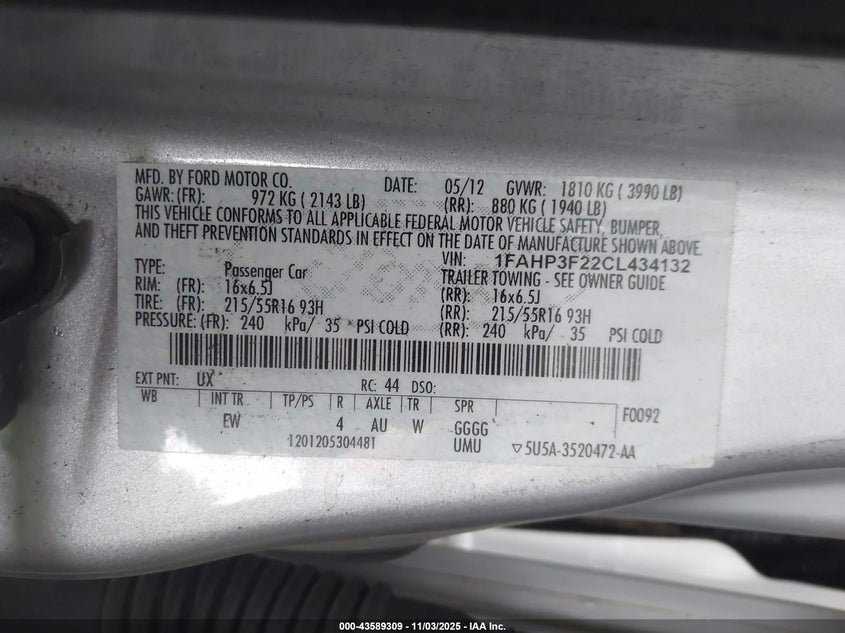 MFD. BY FORD MOTOR CO. DATE: 05/12 GVWR: 1810 KG ( 3990 LB)
GAWR: (FR): 972 KG ( 2143 LB) (RR): 880 KG ( 1940 LB)
THIS VEHICLE CONFORMS TO ALL APPLICABLE FEDERAL MOTOR VEHICLE SAFETY, BUMPER,
AND THEFT PREVENTION STANDARDS IN EFFECT ON THE DATE OF MANUFACTURE SHOWN ABOVE.
VIN: 1FAHP3F22CL434132
TYPE: Passenger Car TRAILER TOWING - SEE OWNER GUIDE
RIM: (FR): 16x6.5J (RR): 16x6.5J
TIRE: (FR): 215/55R16 93H (RR): 215/55R16 93H
PRESSURE: (FR): 240 kPa/ 35 PSI COLD (RR): 240 kPa/ 35 PSI COLD
EXT PNT: UX RC: 44 DSO:
WB INT TR TP/PS R AXLE TR SPR F0092
EW 4 AU W GGGG
1201205304481 UMU ▽5U5A-3520472-AA
000-43589309 - 11/03/2025 - IAA Inc.